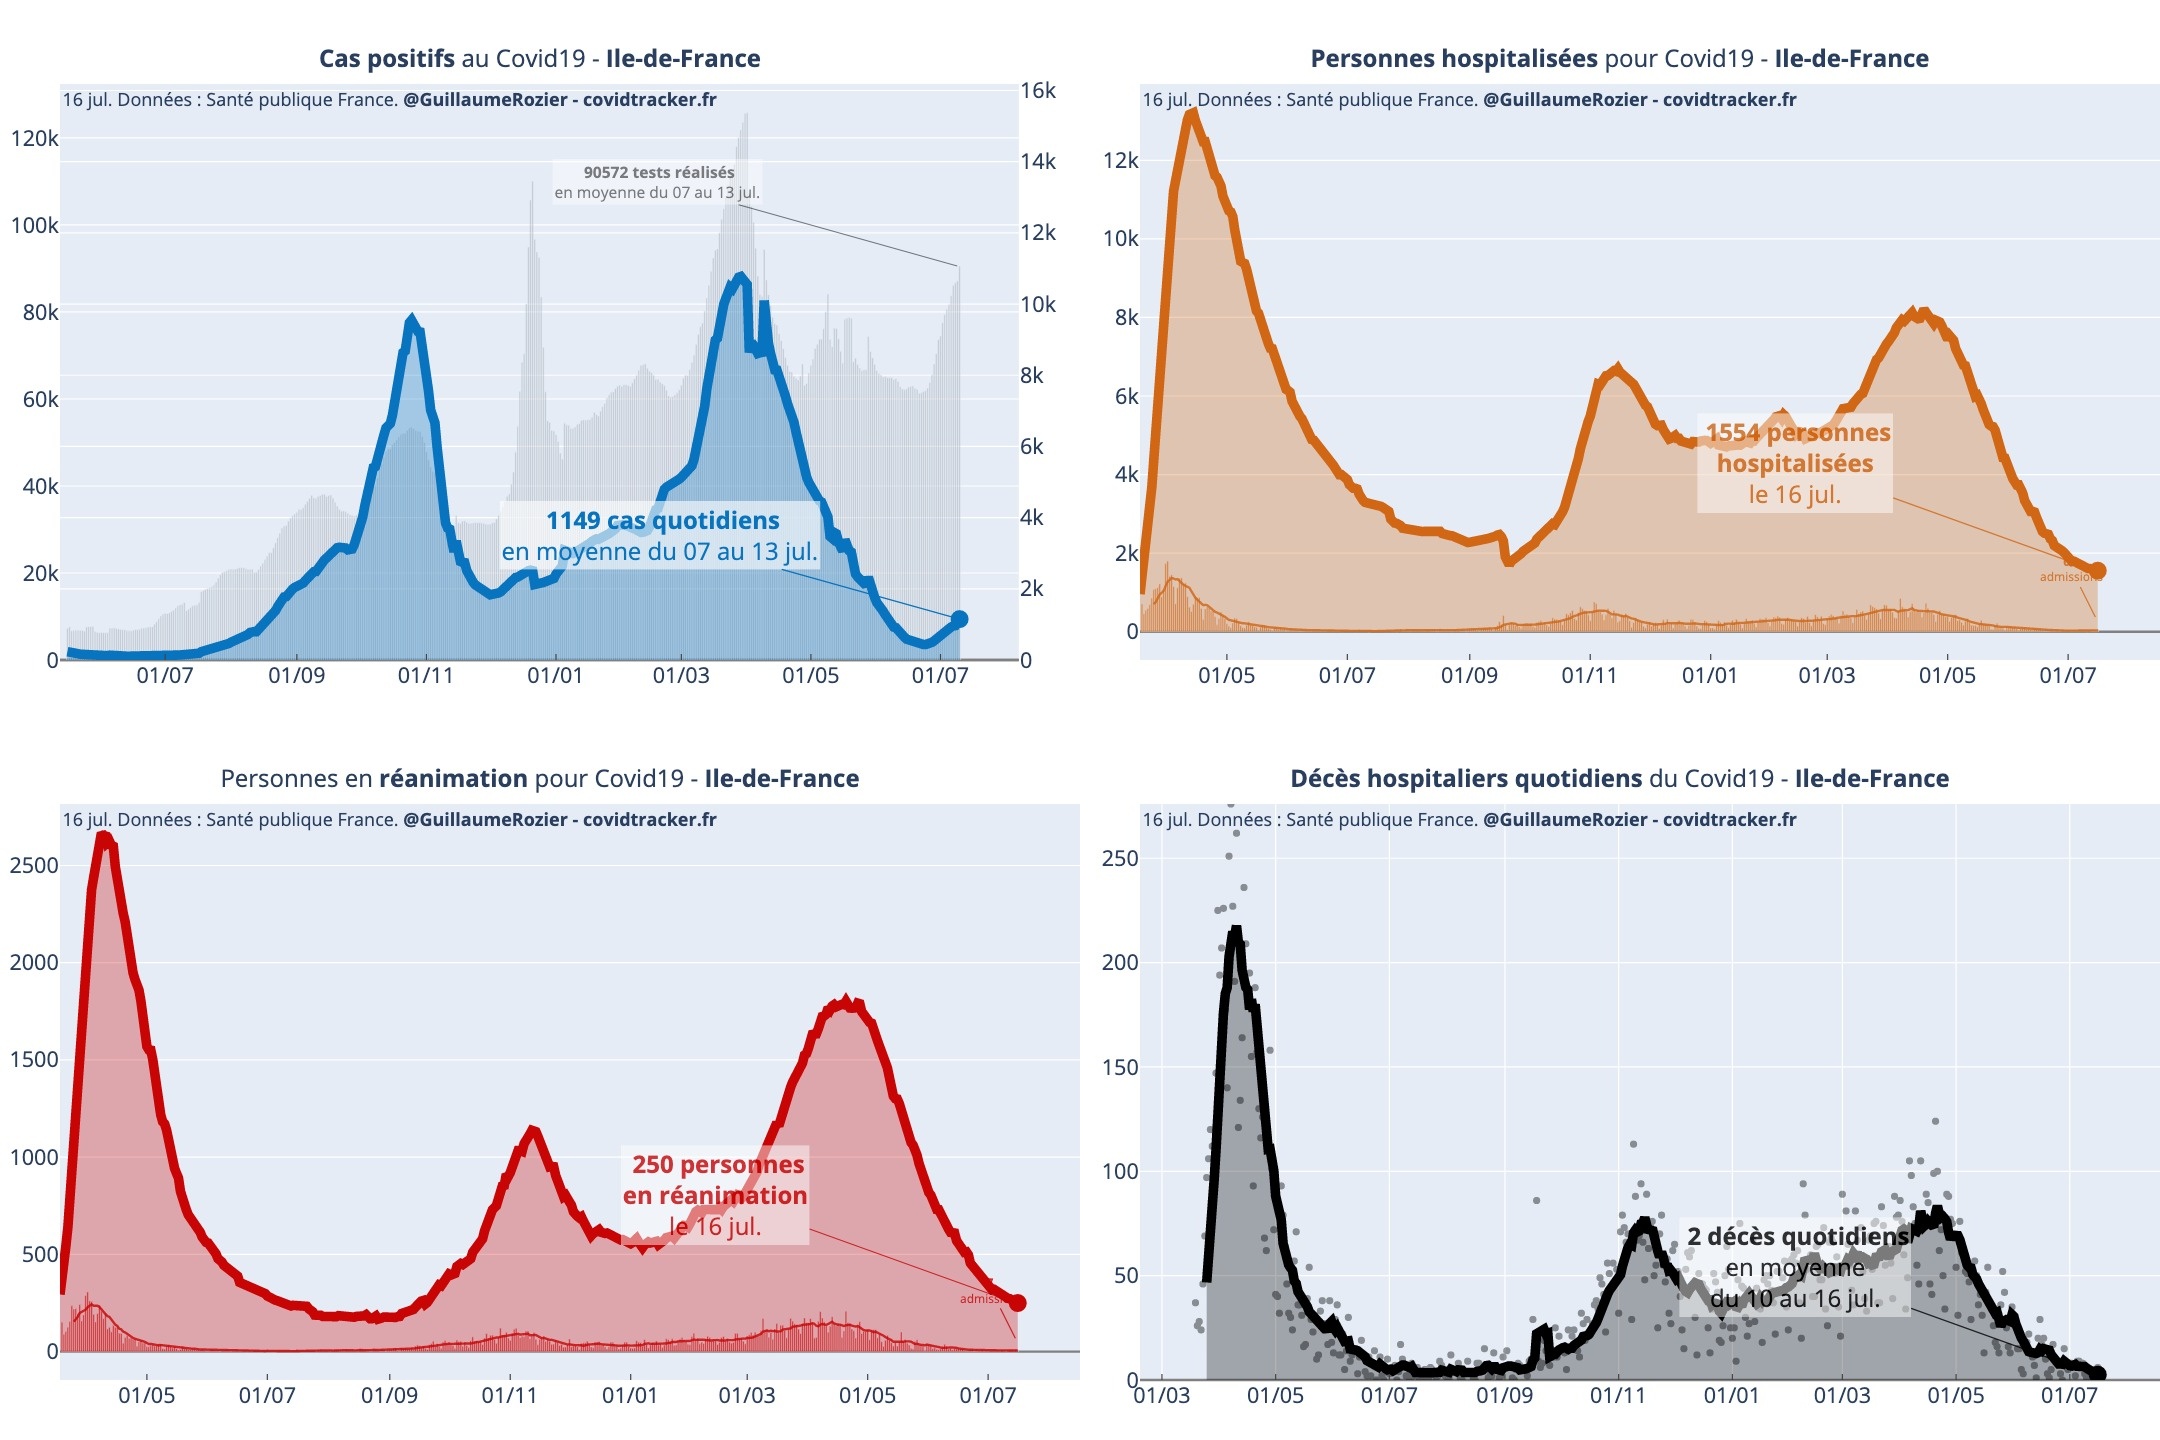 Cas positifs au Covid19 - Ile-de-France
16 jul. Données : Santé publique France. @GuillaumeRozier - covidtracker.fr
16k
120k
14k
90572 tests réalisés
en moyenne du 07 au 13 jul.
100k
12k
80k
10k
60k
8k
6k
40k
4k
1149 cas quotidiens
en moyenne du 07 au 13 jul.
20k
2k
0
0
01/07 01/09 01/11 01/01 01/03 01/05 01/07
Personnes hospitalisées pour Covid19 - Ile-de-France
16 jul. Données : Santé publique France. @GuillaumeRozier - covidtracker.fr
12k
10k
8k
6k
1554 personnes
hospitalisées
le 16 jul.
4k
2k
admissions
0
01/05 01/07 01/09 01/11 01/01 01/03 01/05 01/07
Personnes en réanimation pour Covid19 - Ile-de-France
16 jul. Données : Santé publique France. @GuillaumeRozier - covidtracker.fr
2500
2000
1500
1000
250 personnes
en réanimation
le 16 jul.
500
0
01/05 01/07 01/09 01/11 01/01 01/03 01/05 01/07
Décès hospitaliers quotidiens du Covid19 - Ile-de-France
16 jul. Données : Santé publique France. @GuillaumeRozier - covidtracker.fr
250
200
150
100
2 décès quotidiens
en moyenne
du 10 au 16 jul.
50
0
01/03 01/05 01/07 01/09 01/11 01/01 01/03 01/05 01/07